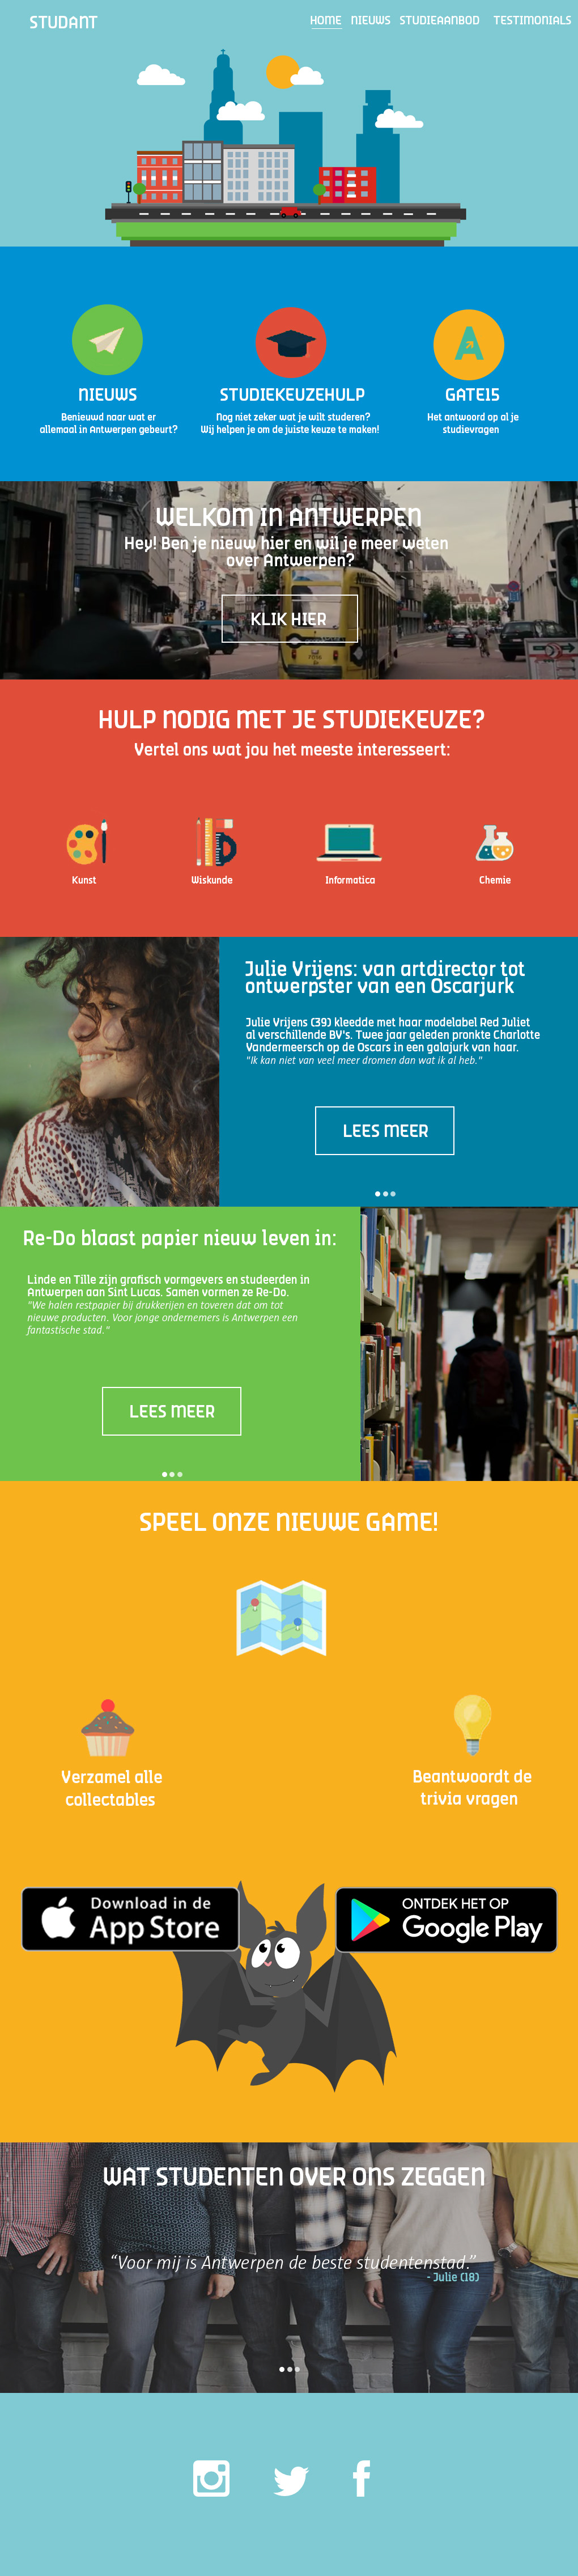 STUDANT
HOME NIEUWS STUDIEAANBOD TESTIMONIALS
NIEUWS
Benieuwd naar wat er
allemaal in Antwerpen gebeurt?
STUDIEKEUZEHULP
Nog niet zeker wat je wilt studeren?
Wij helpen je om de juiste keuze te maken!
A
GATE15
Het antwoord op al je
studievragen
WELKOM IN ANTWERPEN
Hey! Ben je nieuw hier en wil je meer weten
over Antwerpen?
KLIK HIER
HULP NODIG MET JE STUDIEKEUZE?
Vertel ons wat jou het meeste interesseert:
Kunst
Wiskunde
Informatica
Chemie
Julie Vrijens: van artdirector tot
ontwerpster van een Oscarjurk
Julie Vrijens (39) kleedde met haar modelabel Red Juliet
al verschillende BV's. Twee jaar geleden pronkte Charlotte
Vandermeersch op de Oscars in een galajurk van haar.
"Ik kan niet van veel meer dromen dan wat ik al heb."
LEES MEER
Re-Do blaast papier nieuw leven in:
Linde en Tille zijn grafisch vormgevers en studeerden in
Antwerpen aan Sint Lucas. Samen vormen ze Re-Do.
"We halen restpapier bij drukkerijen en toveren dat om tot
nieuwe producten. Voor jonge ondernemers is Antwerpen een
fantastische stad."
LEES MEER
SPEEL ONZE NIEUWE GAME!
Verzamel alle
collectables
Beantwoordt de
trivia vragen
Download in de
App Store
ONTDEK HET OP
Google Play
WAT STUDENTEN OVER ONS ZEGGEN
“Voor mij is Antwerpen de beste studentenstad.”
- Julie (18)